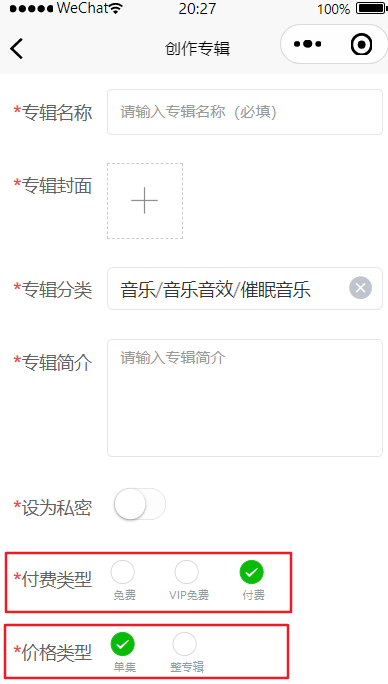 WeChat 20:27 100%
创作专辑
*专辑名称 请输入专辑名称（必填）
*专辑封面
*专辑分类 音乐/音乐音效/催眠音乐
*专辑简介 请输入专辑简介
*设为私密
*付费类型
免费 VIP免费 付费
*价格类型
单集 整专辑